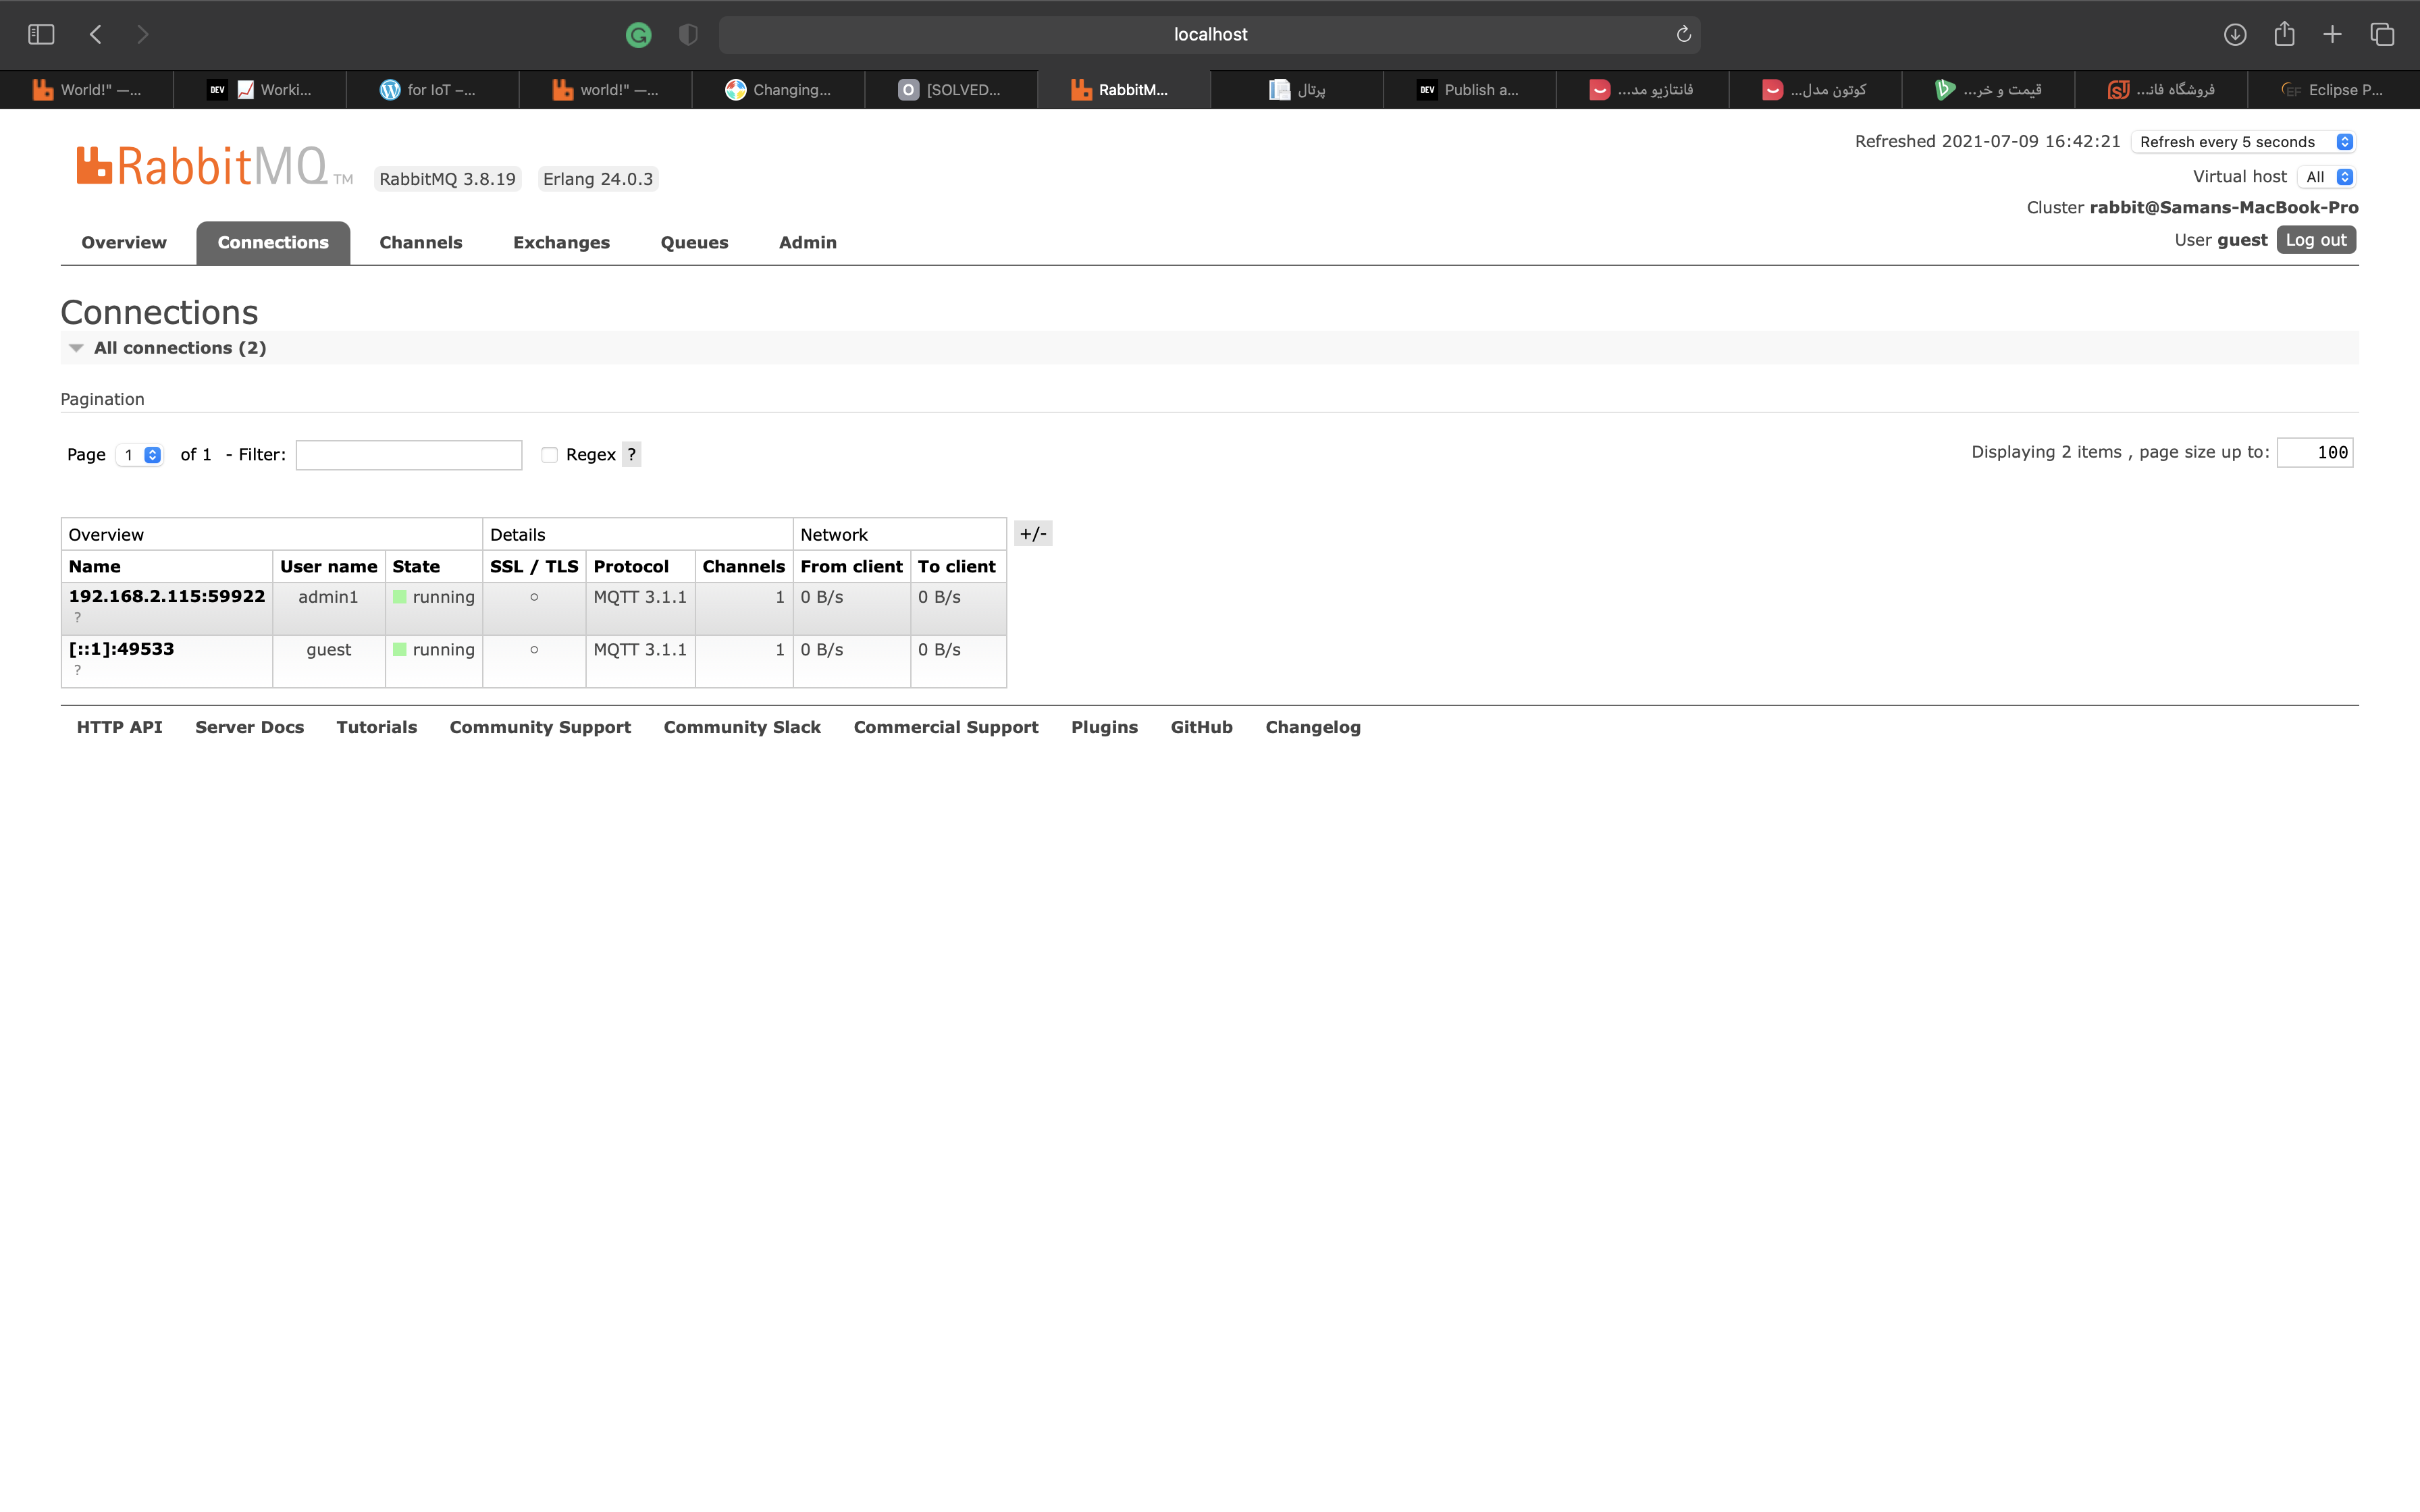 localhost
World!" —...
DEV Worki...
for IoT –...
world!" —...
Changing...
[SOLVED...
RabbitM...
پرتال
DEV Publish a...
فانتازیو مد...
کوتون مدل...
قیمت و خر...
فروشگاه فان...
EF Eclipse P...
Refreshed 2021-07-09 16:42:21 Refresh every 5 seconds
RabbitMQ TM RabbitMQ 3.8.19 Erlang 24.0.3
Virtual host All
Cluster rabbit@Samans-MacBook-Pro
User guest Log out
Overview Connections Channels Exchanges Queues Admin
Connections
All connections (2)
Pagination
Page 1 of 1 - Filter: Regex ? Displaying 2 items , page size up to: 100
Overview Details Network +/-
Name User name State SSL / TLS Protocol Channels From client To client
192.168.2.115:59922 admin1 running ○ MQTT 3.1.1 1 0 B/s 0 B/s
?
[::1]:49533 guest running ○ MQTT 3.1.1 1 0 B/s 0 B/s
?
HTTP API Server Docs Tutorials Community Support Community Slack Commercial Support Plugins GitHub Changelog